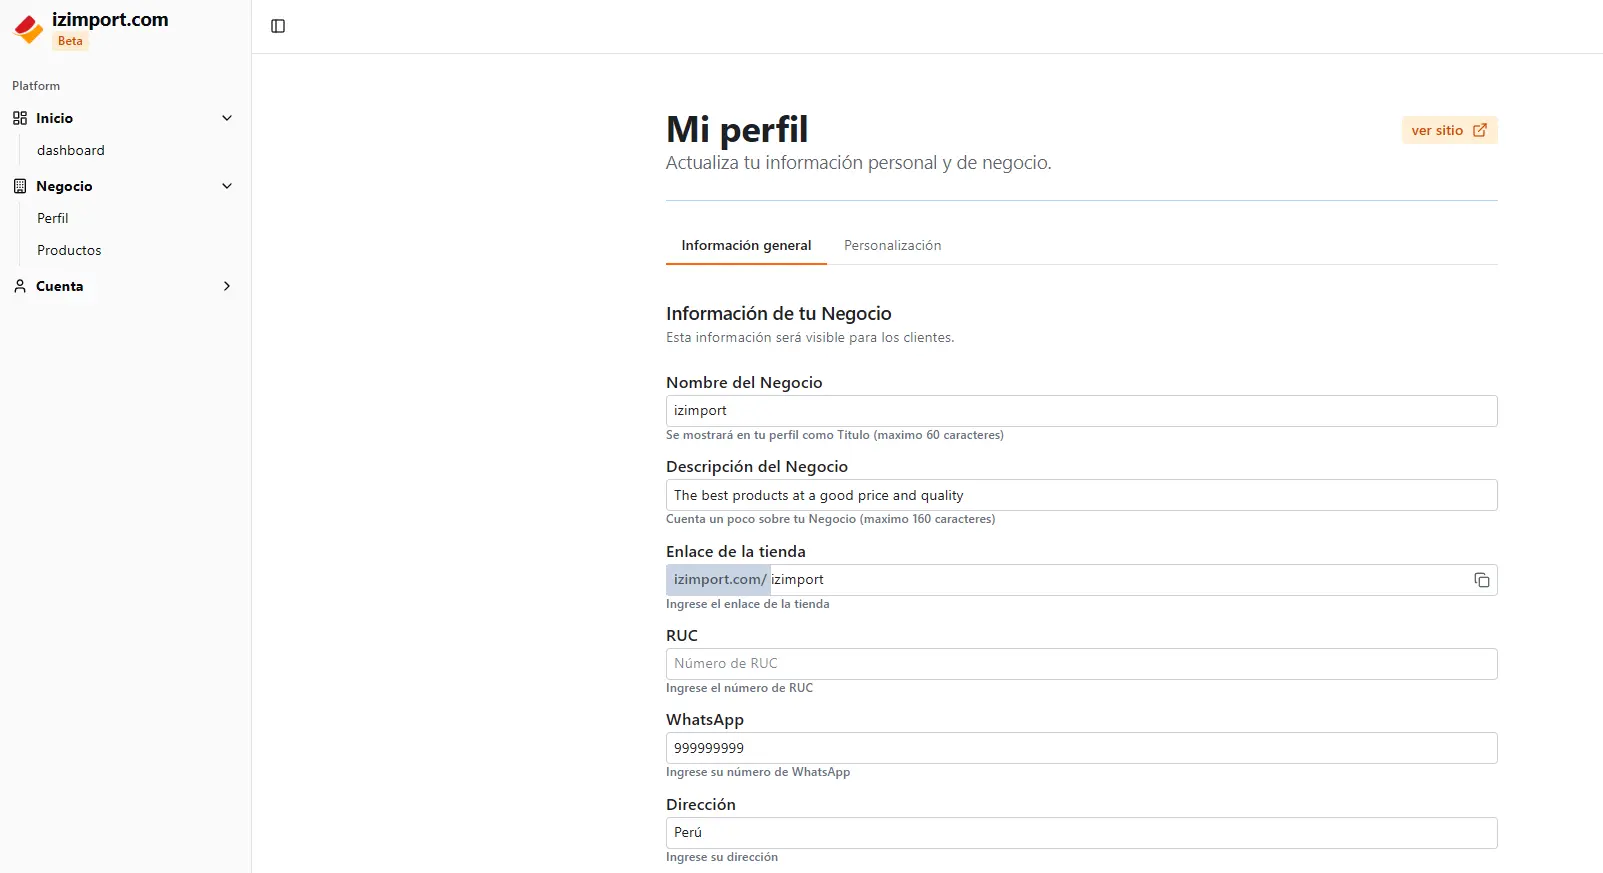 izimport.com
Beta
Platform
Inicio
dashboard
Negocio
Perfil
Productos
Cuenta
Mi perfil
ver sitio
Actualiza tu información personal y de negocio.
Información general
Personalización
Información de tu Negocio
Esta información será visible para los clientes.
Nombre del Negocio
izimport
Se mostrará en tu perfil como Titulo (maximo 60 caracteres)
Descripción del Negocio
The best products at a good price and quality
Cuenta un poco sobre tu Negocio (maximo 160 caracteres)
Enlace de la tienda
izimport.com/ izimport
Ingrese el enlace de la tienda
RUC
Número de RUC
Ingrese el número de RUC
WhatsApp
999999999
Ingrese su número de WhatsApp
Dirección
Perú
Ingrese su dirección